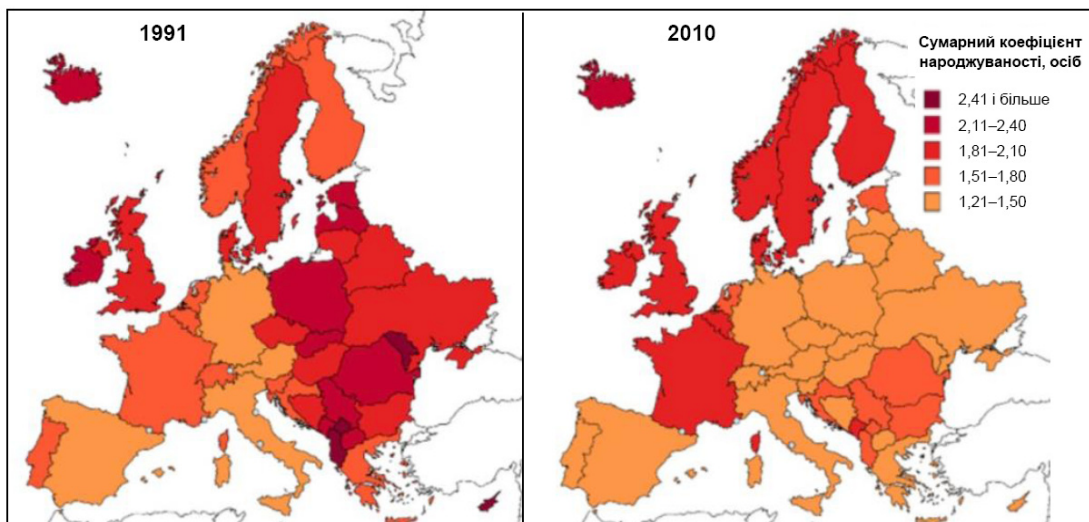 1991
2010
Сумарний коефіцієнт
народжуваності, осіб
2,41 і більше
2,11–2,40
1,81–2,10
1,51–1,80
1,21–1,50